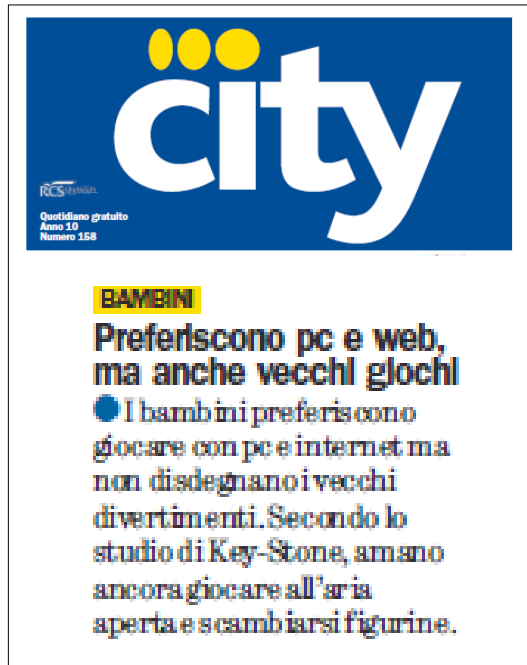 city
RCS
Quotidiano gratuito
Anno 10
Numero 158
BAMBINI
Preferiscono pc e web,
ma anche vecchi giochi
I bambini preferiscono
giocare con pc e internet ma
non disdegnano i vecchi
divertimenti. Secondo lo
studio di Key-Stone, amano
ancora giocare all'aria
aperta e scambiarsi figurine.